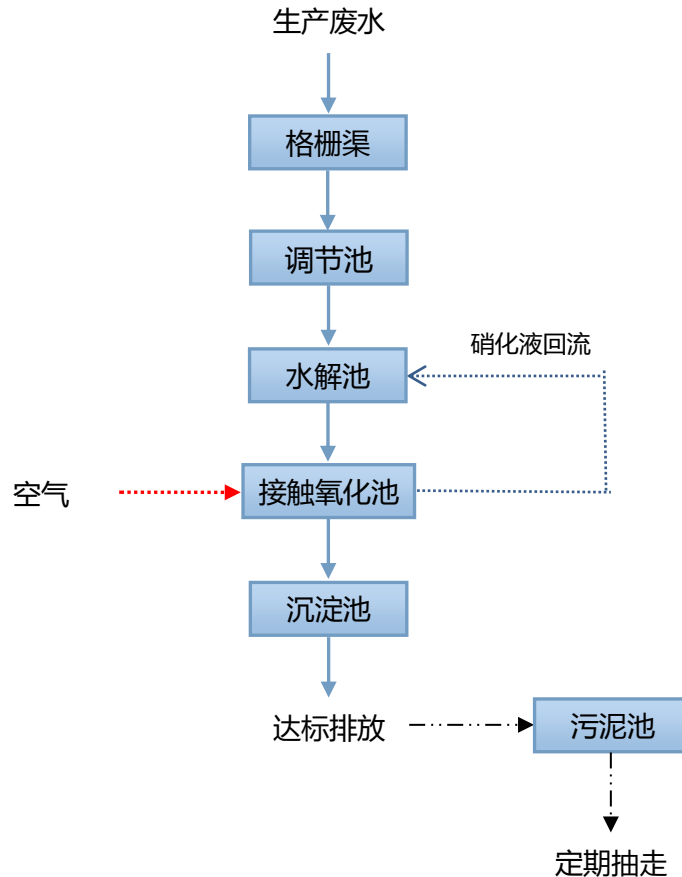 生产废水
格栅渠
调节池
水解池
硝化液回流
空气
接触氧化池
沉淀池
达标排放
污泥池
定期抽走